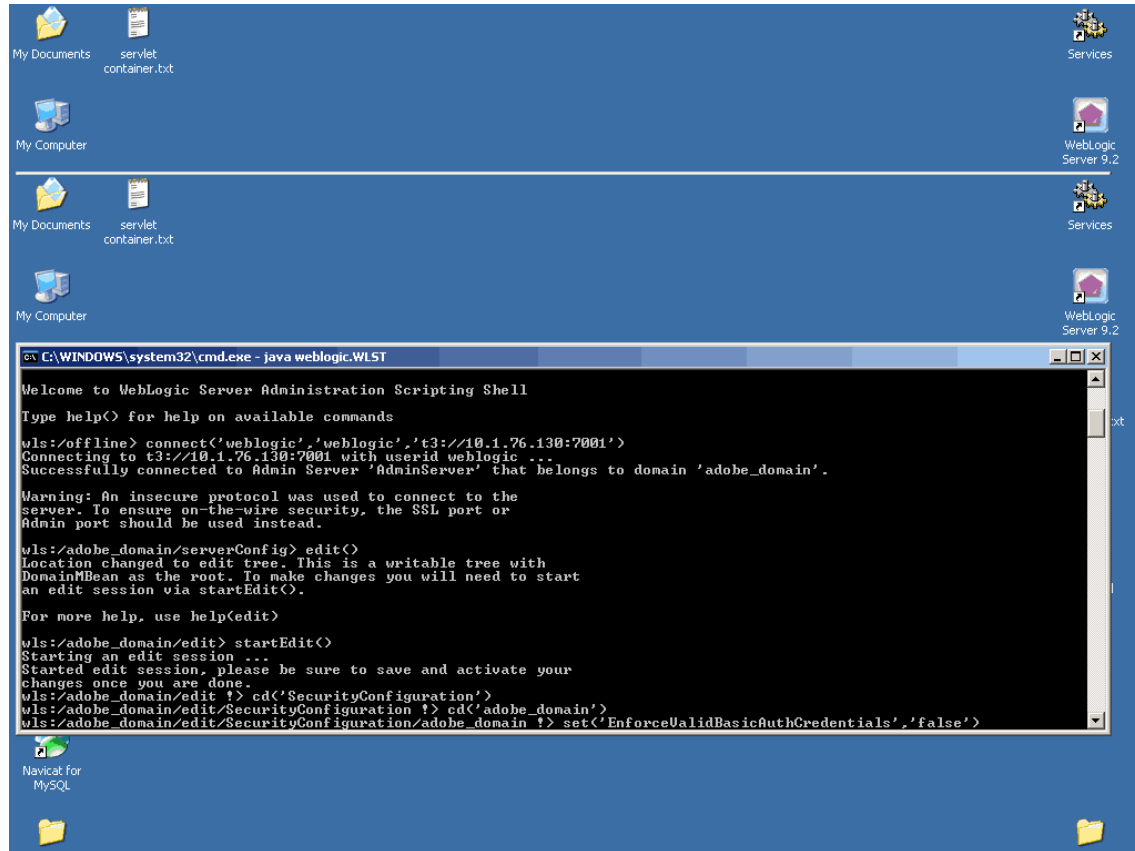 My Documents
servlet
container.txt
Services
My Computer
WebLogic
Server 9.2
My Documents
servlet
container.txt
Services
My Computer
WebLogic
Server 9.2
C:\WINDOWS\system32\cmd.exe - java weblogic.WLST
Welcome to WebLogic Server Administration Scripting Shell
Type help() for help on available commands
wls:/offline> connect('weblogic','weblogic','t3://10.1.76.130:7001')
Connecting to t3://10.1.76.130:7001 with userid weblogic ...
Successfully connected to Admin Server 'AdminServer' that belongs to domain 'adobe_domain'.
Warning: An insecure protocol was used to connect to the
server. To ensure on-the-wire security, the SSL port or
Admin port should be used instead.
wls:/adobe_domain/serverConfig> edit()
Location changed to edit tree. This is a writable tree with
DomainMBean as the root. To make changes you will need to start
an edit session via startEdit().
For more help, use help(edit)
wls:/adobe_domain/edit> startEdit()
Starting an edit session ...
Started edit session, please be sure to save and activate your
changes once you are done.
wls:/adobe_domain/edit !> cd('SecurityConfiguration')
wls:/adobe_domain/edit/SecurityConfiguration !> cd('adobe_domain')
wls:/adobe_domain/edit/SecurityConfiguration/adobe_domain !> set('EnforceValidBasicAuthCredentials','false')
xt
Navicat for
MySQL